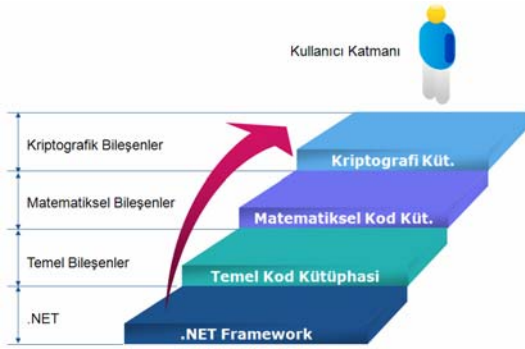 Kullanıcı Katmanı
Kriptografik Bileşenler
Kriptografi Küt.
Matematiksel Bileşenler
Matematiksel Kod Küt.
Temel Bileşenler
Temel Kod Kütüphasi
.NET
.NET Framework